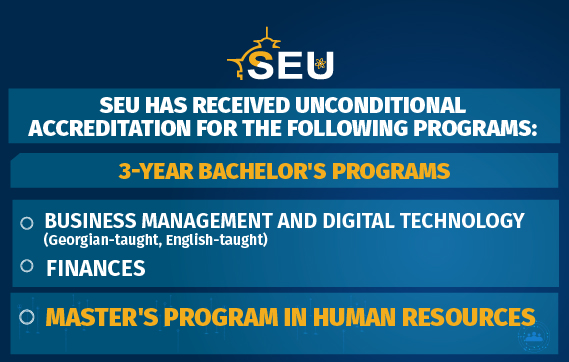 SEU
SEU HAS RECEIVED UNCONDITIONAL
ACCREDITATION FOR THE FOLLOWING PROGRAMS:
3-YEAR BACHELOR'S PROGRAMS
BUSINESS MANAGEMENT AND DIGITAL TECHNOLOGY
(Georgian-taught, English-taught)
FINANCES
MASTER'S PROGRAM IN HUMAN RESOURCES